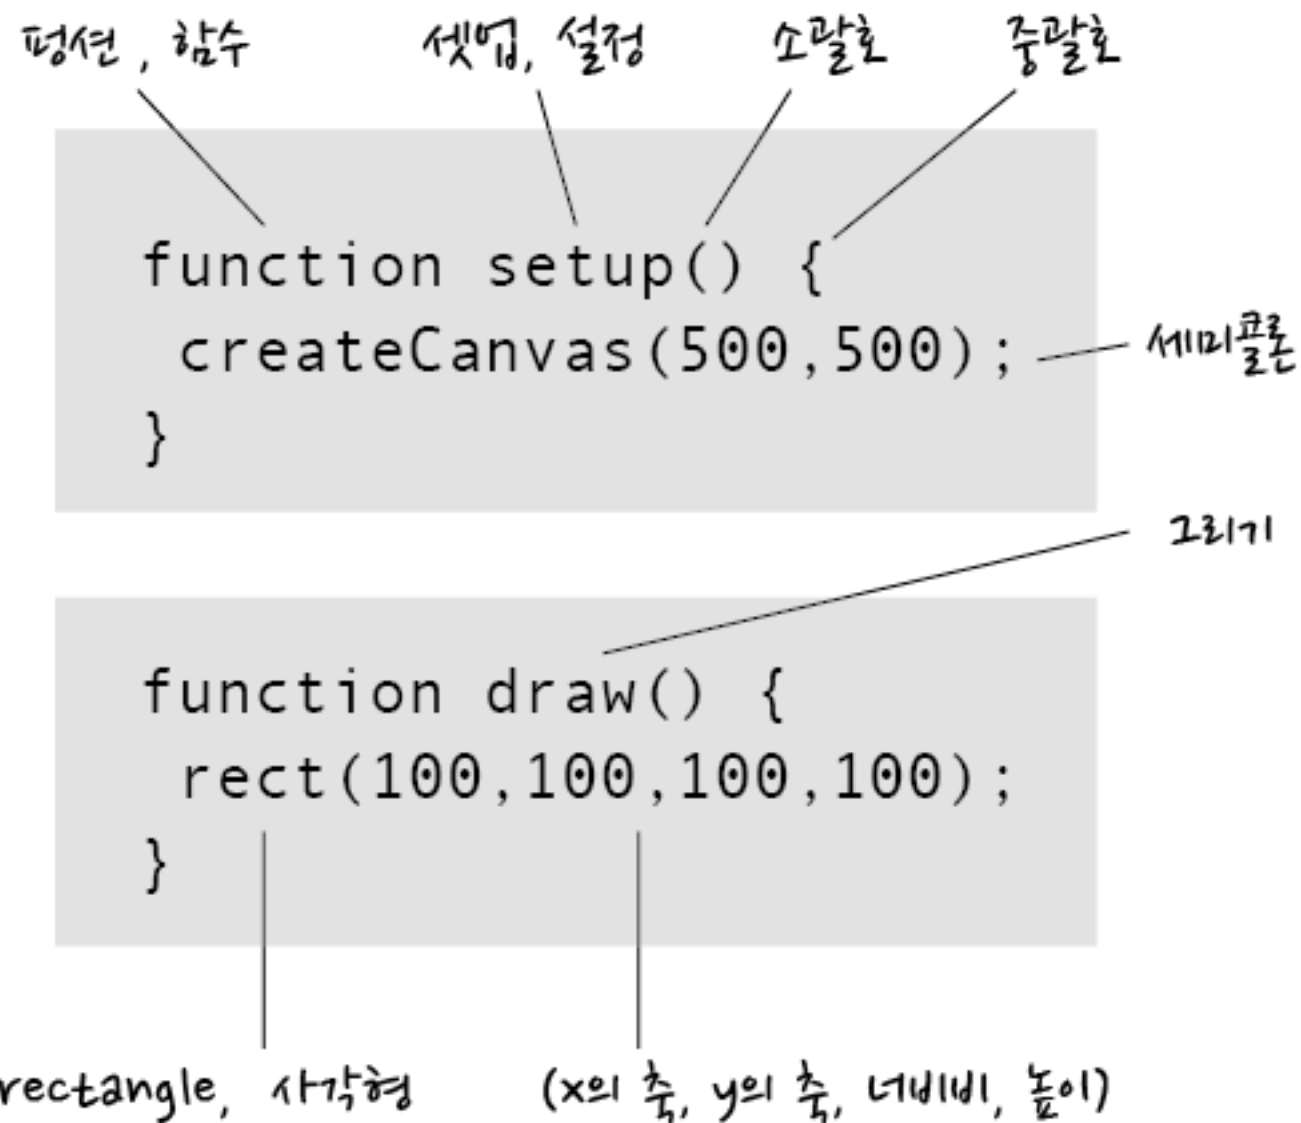 펑션, 함수 셋업, 설정 소괄호 중괄호
function setup() {
createCanvas(500,500); 세미콜론
}
그리기
function draw() {
rect(100,100,100,100);
}
rectangle, 사각형 (x의 축, y의 축, 너비비, 높이)